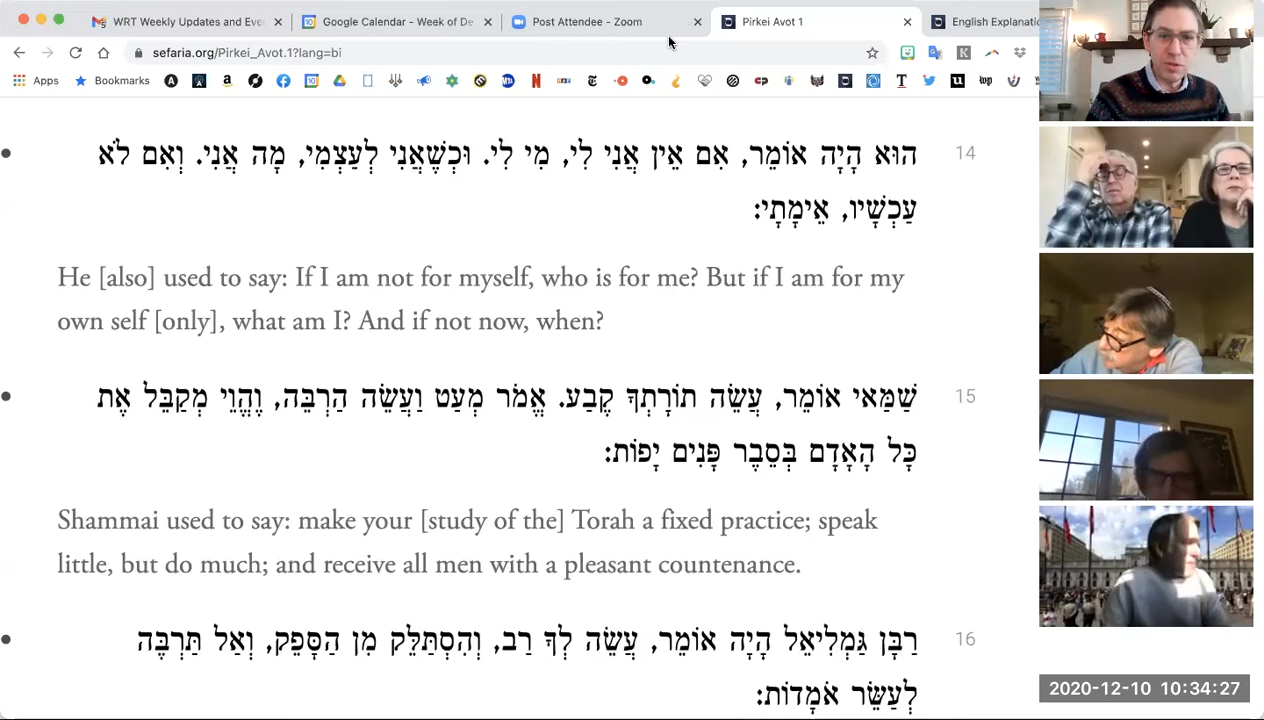 WRT Weekly Updates and Eve
Google Calendar - Week of De
Post Attendee - Zoom
Pirkei Avot 1
English Explanatio
sefaria.org/Pirkei_Avot.1?lang=bi
Apps
Bookmarks
14
הוּא הָיָה אוֹמֵר, אִם אֵין אֲנִי לִי, מִי לִי. וּכְשֶׁאֲנִי לְעַצְמִי, מָה אֲנִי. וְאִם לֹא
עַכְשָׁיו, אֵימָתָי:
He [also] used to say: If I am not for myself, who is for me? But if I am for my
own self [only], what am I? And if not now, when?
15
שַׁמַּאי אוֹמֵר, עֲשֵׂה תוֹרָתְךָ קֶבַע. אֱמֹר מְעַט וַעֲשֵׂה הַרְבֵּה, וֶהֱוֵי מְקַבֵּל אֶת
כָּל הָאָדָם בְּסֵבֶר פָּנִים יָפוֹת:
Shammai used to say: make your [study of the] Torah a fixed practice; speak
little, but do much; and receive all men with a pleasant countenance.
16
רַבָּן גַּמְלִיאֵל הָיָה אוֹמֵר, עֲשֵׂה לְךָ רַב, וְהִסְתַּלֵּק מִן הַסָּפֵק, וְאַל תַּרְבֶּה
לְעַשֵּׂר אֹמָדוֹת:
2020-12-10 10:34:27